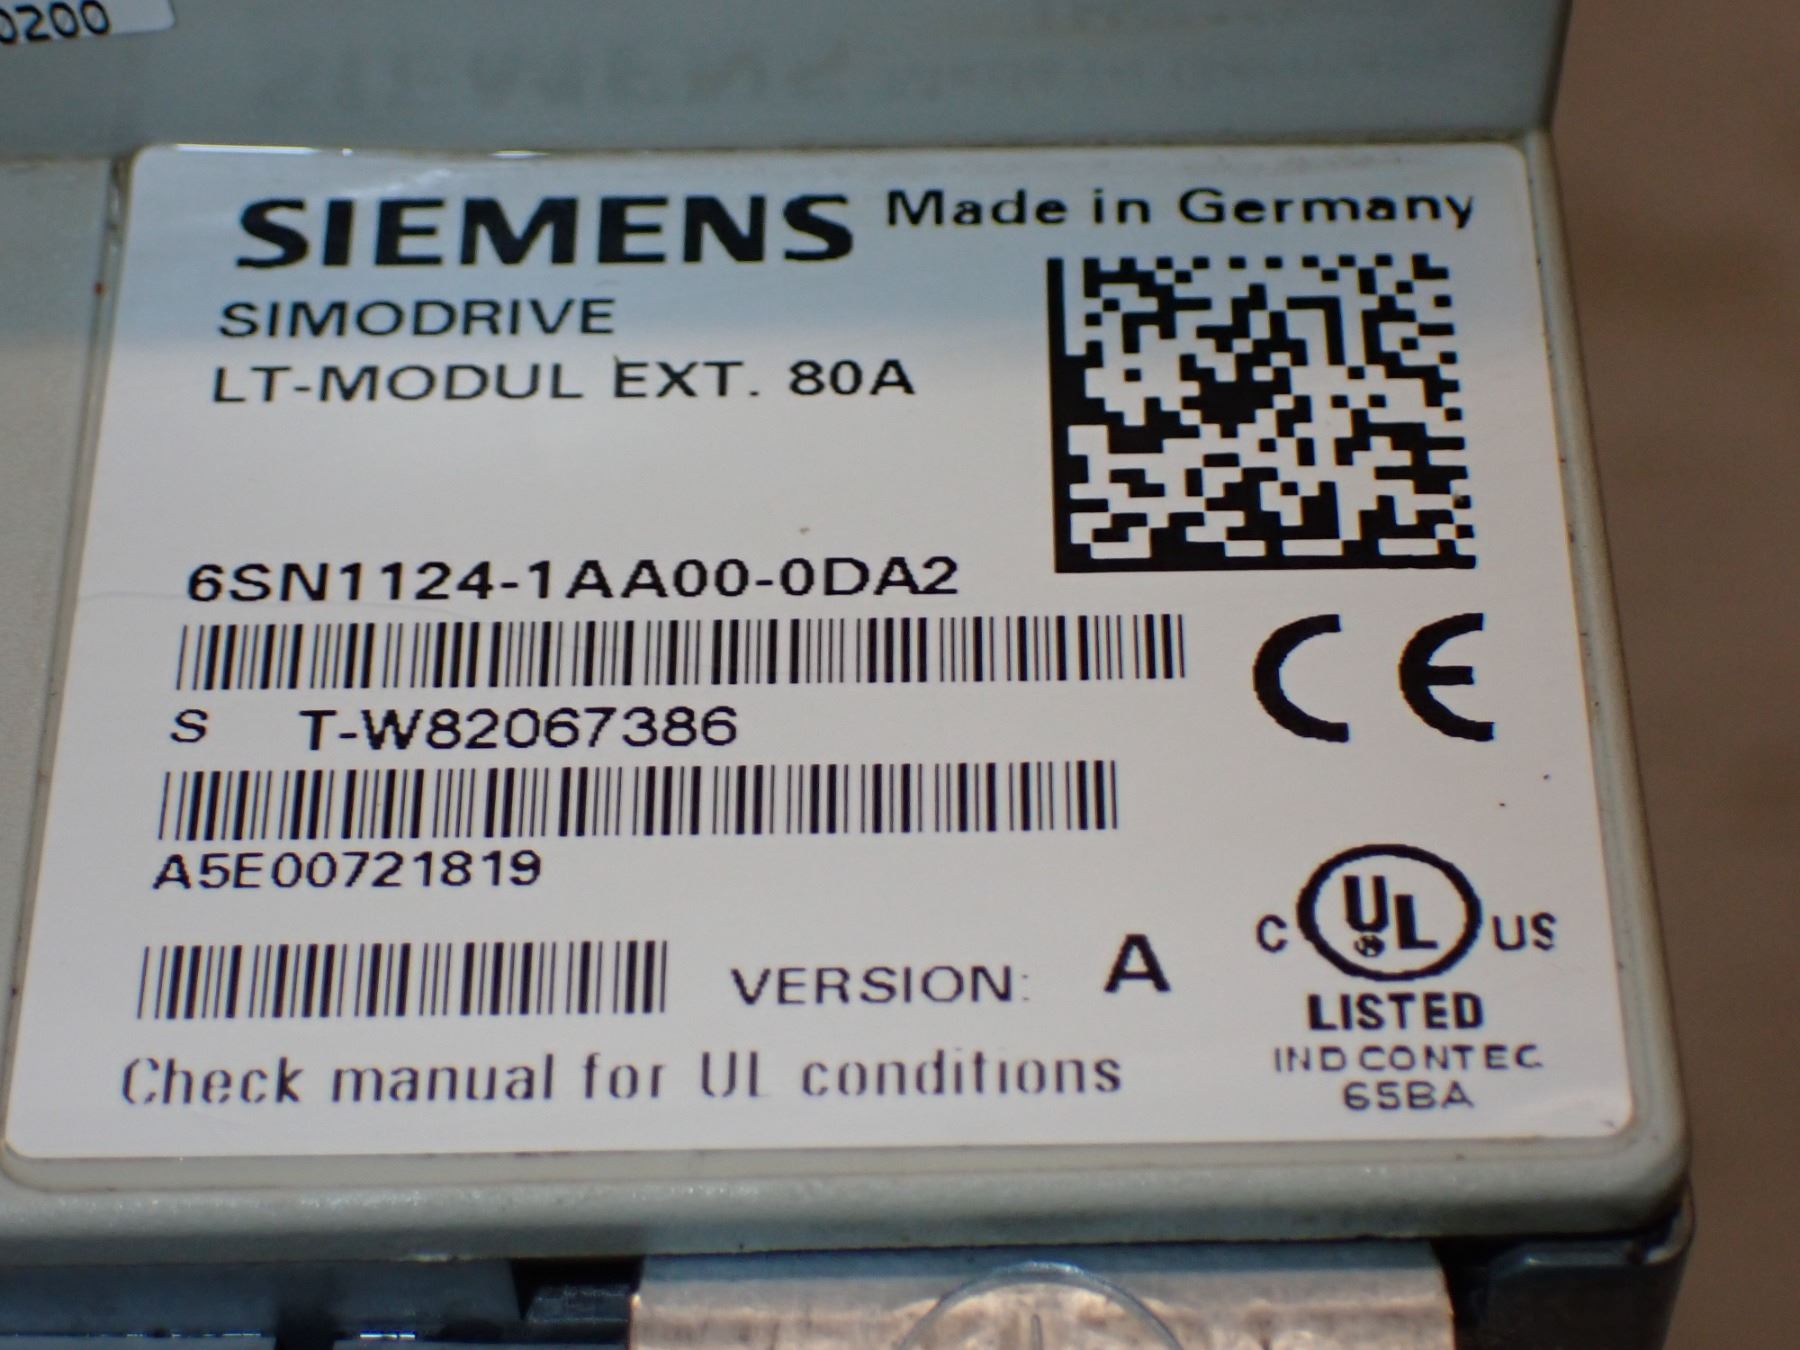 0200
SIEMENS Made in Germany
SIMODRIVE
LT-MODUL EXT. 80A
6SN1124-1AA00-0DA2
CE
S T-W82067386
A5E00721819
VERSION: A
C UL US
LISTED
IND CONT EC
65BA
Check manual for UL conditions